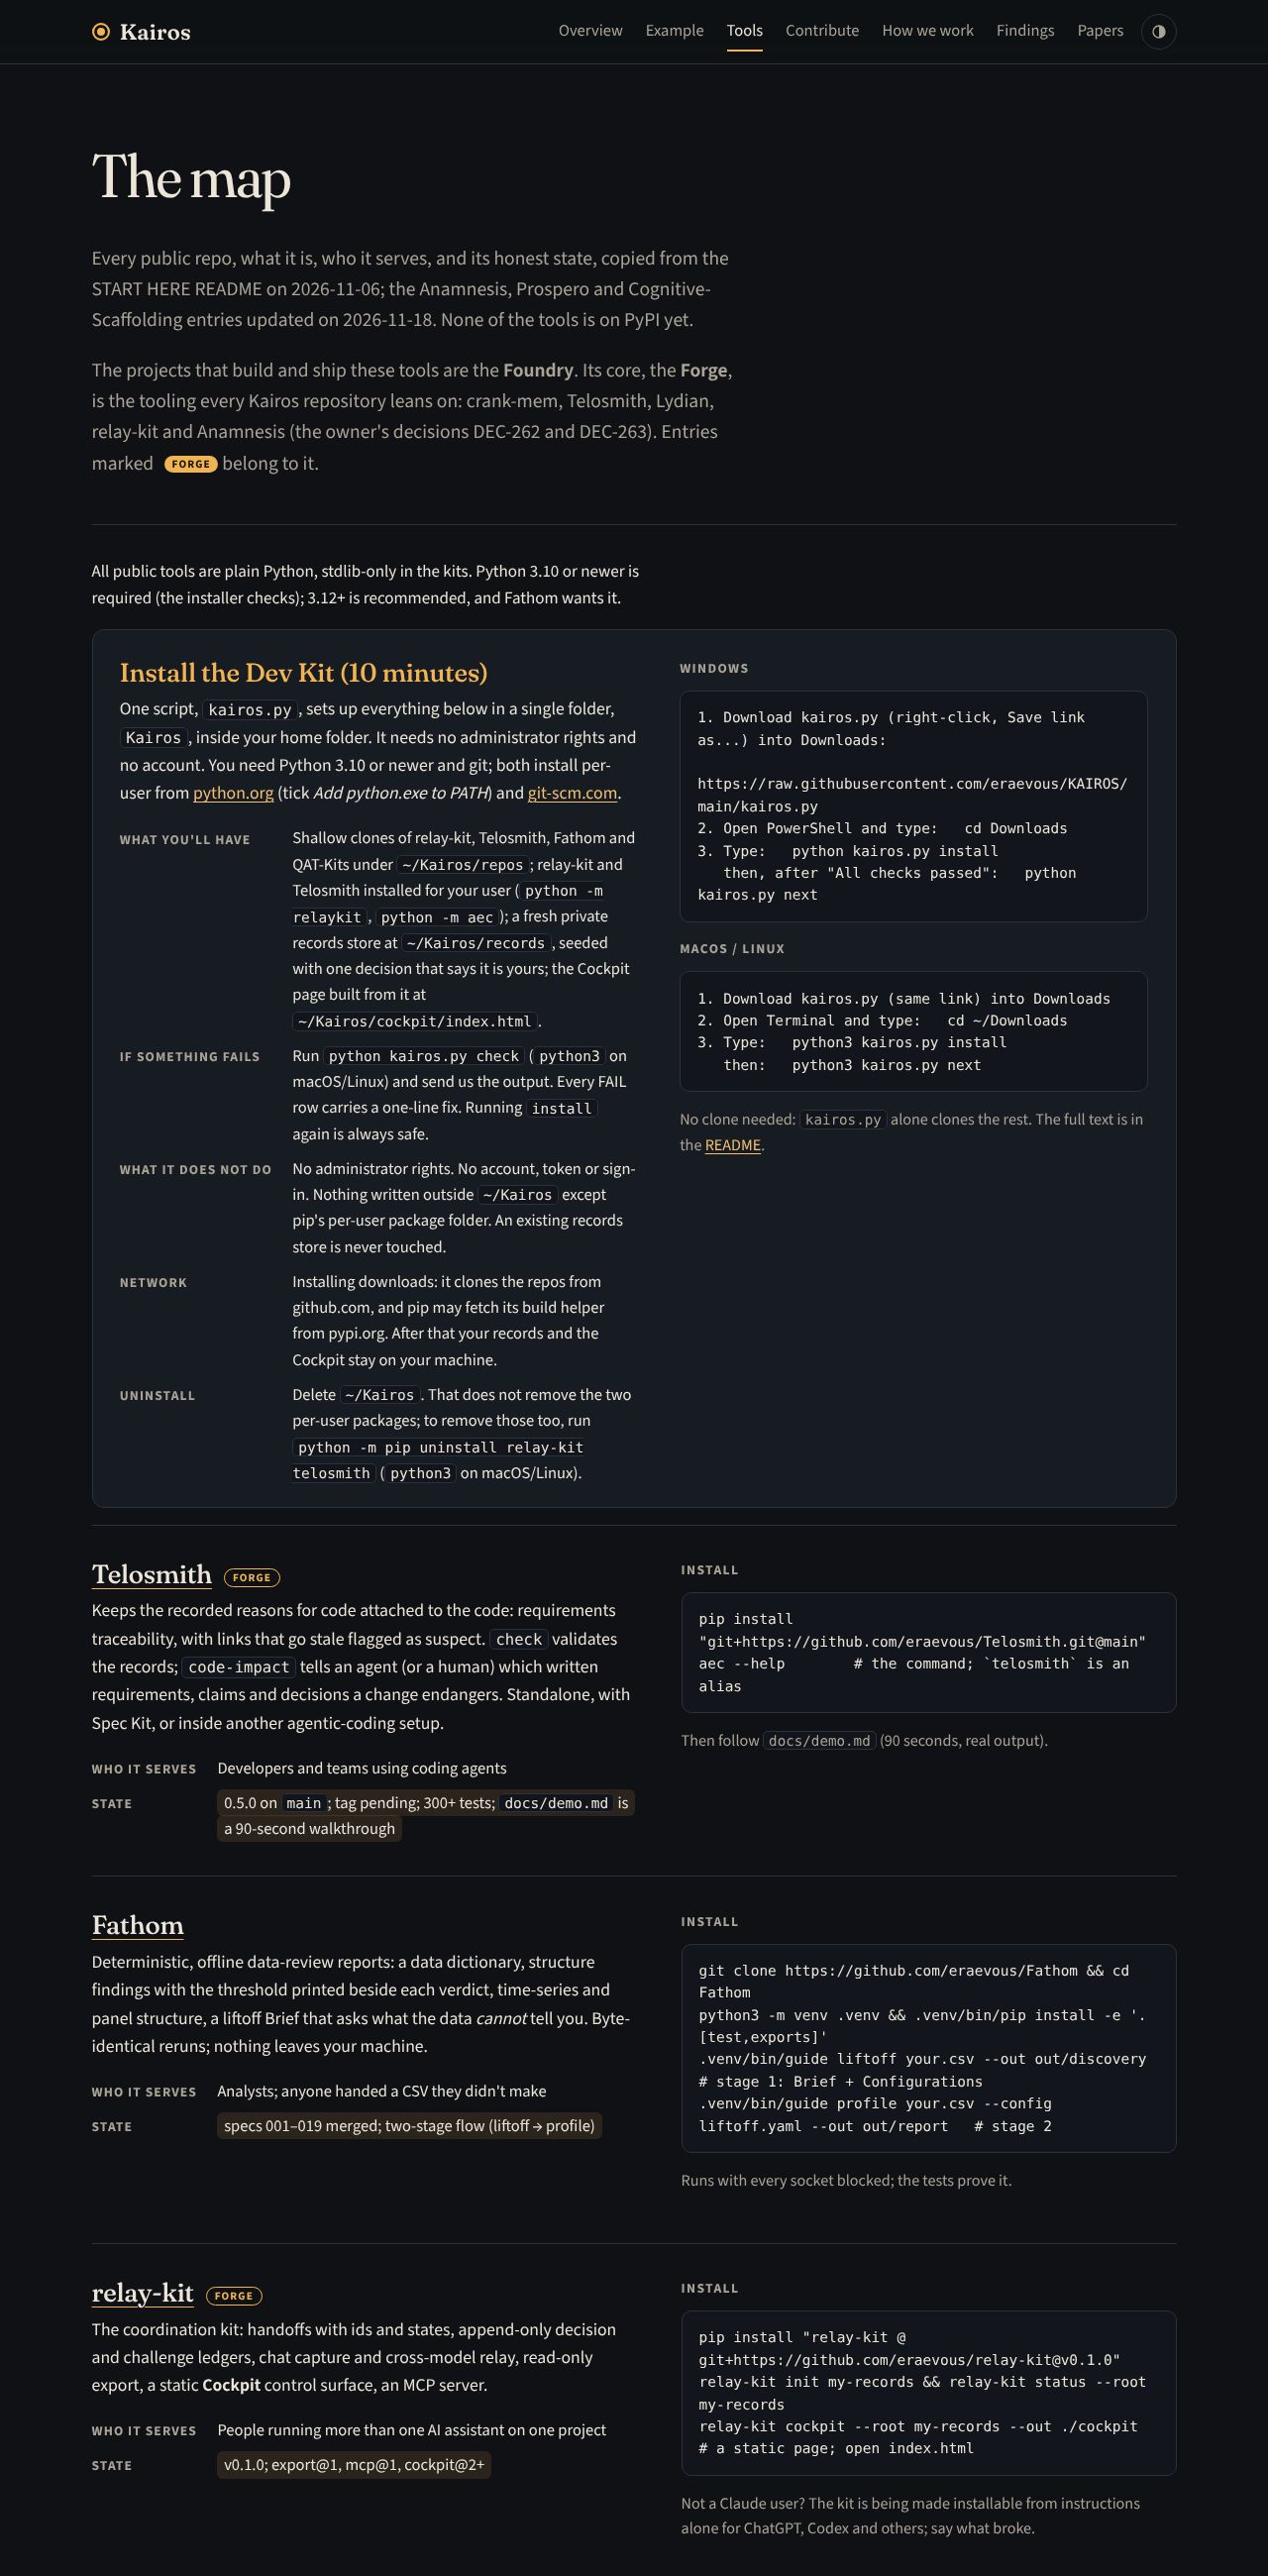 Kairos
Overview Example Tools Contribute How we work Findings Papers
The map
Every public repo, what it is, who it serves, and its honest state, copied from the
START HERE README on 2026-11-06; the Anamnesis, Prospero and Cognitive-
Scaffolding entries updated on 2026-11-18. None of the tools is on PyPI yet.
The projects that build and ship these tools are the Foundry. Its core, the Forge,
is the tooling every Kairos repository leans on: crank-mem, Telosmith, Lydian,
relay-kit and Anamnesis (the owner's decisions DEC-262 and DEC-263). Entries
marked FORGE belong to it.
All public tools are plain Python, stdlib-only in the kits. Python 3.10 or newer is
required (the installer checks); 3.12+ is recommended, and Fathom wants it.
Install the Dev Kit (10 minutes)
One script, kairos.py, sets up everything below in a single folder,
Kairos, inside your home folder. It needs no administrator rights and
no account. You need Python 3.10 or newer and git; both install per-
user from python.org (tick Add python.exe to PATH) and git-scm.com.
WHAT YOU'LL HAVE
Shallow clones of relay-kit, Telosmith, Fathom and
QAT-Kits under ~/Kairos/repos; relay-kit and
Telosmith installed for your user (python -m
relaykit, python -m aec); a fresh private
records store at ~/Kairos/records, seeded
with one decision that says it is yours; the Cockpit
page built from it at
~/Kairos/cockpit/index.html.
IF SOMETHING FAILS
Run python kairos.py check (python3 on
macOS/Linux) and send us the output. Every FAIL
row carries a one-line fix. Running install
again is always safe.
WHAT IT DOES NOT DO
No administrator rights. No account, token or sign-
in. Nothing written outside ~/Kairos except
pip's per-user package folder. An existing records
store is never touched.
NETWORK
Installing downloads: it clones the repos from
github.com, and pip may fetch its build helper
from pypi.org. After that your records and the
Cockpit stay on your machine.
UNINSTALL
Delete ~/Kairos. That does not remove the two
per-user packages; to remove those too, run
python -m pip uninstall relay-kit
telosmith (python3 on macOS/Linux).
WINDOWS
1. Download kairos.py (right-click, Save link
as...) into Downloads:
https://raw.githubusercontent.com/eraevous/KAIROS/
main/kairos.py
2. Open PowerShell and type: cd Downloads
3. Type: python kairos.py install
then, after "All checks passed": python
kairos.py next
MACOS / LINUX
1. Download kairos.py (same link) into Downloads
2. Open Terminal and type: cd ~/Downloads
3. Type: python3 kairos.py install
then: python3 kairos.py next
No clone needed: kairos.py alone clones the rest. The full text is in
the README.
Telosmith FORGE
Keeps the recorded reasons for code attached to the code: requirements
traceability, with links that go stale flagged as suspect. check validates
the records; code-impact tells an agent (or a human) which written
requirements, claims and decisions a change endangers. Standalone, with
Spec Kit, or inside another agentic-coding setup.
WHO IT SERVES Developers and teams using coding agents
STATE 0.5.0 on main; tag pending; 300+ tests; docs/demo.md is
a 90-second walkthrough
INSTALL
pip install
"git+https://github.com/eraevous/Telosmith.git@main"
aec --help # the command; `telosmith` is an
alias
Then follow docs/demo.md (90 seconds, real output).
Fathom
Deterministic, offline data-review reports: a data dictionary, structure
findings with the threshold printed beside each verdict, time-series and
panel structure, a liftoff Brief that asks what the data cannot tell you. Byte-
identical reruns; nothing leaves your machine.
WHO IT SERVES Analysts; anyone handed a CSV they didn't make
STATE specs 001–019 merged; two-stage flow (liftoff → profile)
INSTALL
git clone https://github.com/eraevous/Fathom && cd
Fathom
python3 -m venv .venv && .venv/bin/pip install -e '.
[test,exports]'
.venv/bin/guide liftoff your.csv --out out/discovery
# stage 1: Brief + Configurations
.venv/bin/guide profile your.csv --config
liftoff.yaml --out out/report # stage 2
Runs with every socket blocked; the tests prove it.
relay-kit FORGE
The coordination kit: handoffs with ids and states, append-only decision
and challenge ledgers, chat capture and cross-model relay, read-only
export, a static Cockpit control surface, an MCP server.
WHO IT SERVES People running more than one AI assistant on one project
STATE v0.1.0; export@1, mcp@1, cockpit@2+
INSTALL
pip install "relay-kit @
git+https://github.com/eraevous/relay-kit@v0.1.0"
relay-kit init my-records && relay-kit status --root
my-records
relay-kit cockpit --root my-records --out ./cockpit
# a static page; open index.html
Not a Claude user? The kit is being made installable from instructions
alone for ChatGPT, Codex and others; say what broke.